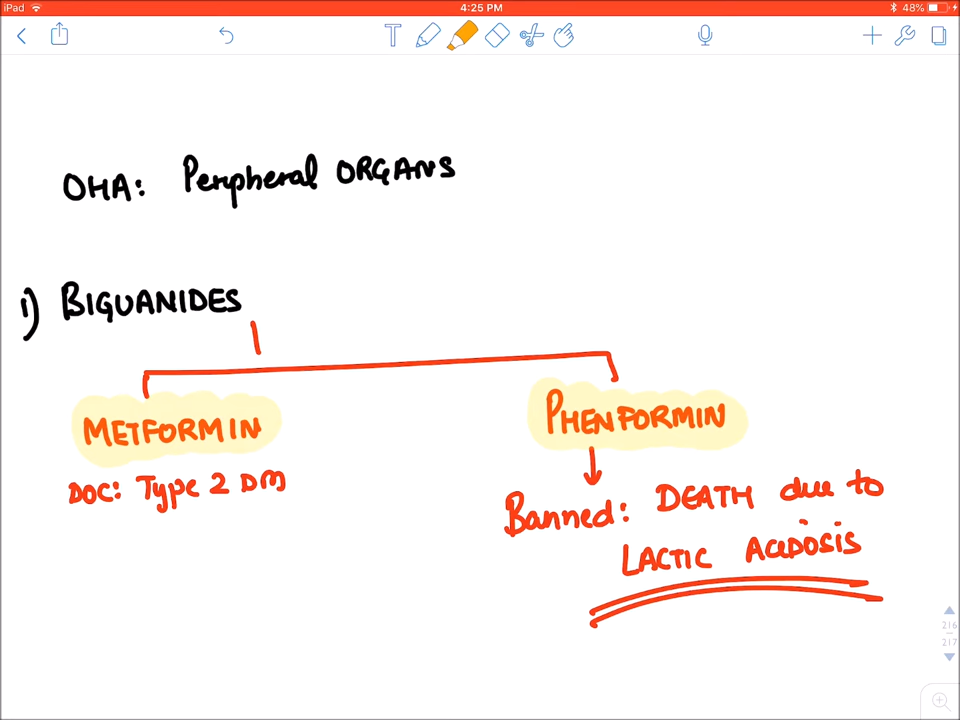 iPad
4:25 PM
48%
OHA: Peripheral ORGANS
1) BIGUANIDES
METFORMIN
PHENFORMIN
DOC: Type 2 DM
Banned: DEATH due to
LACTIC ACIDOSIS
216
217